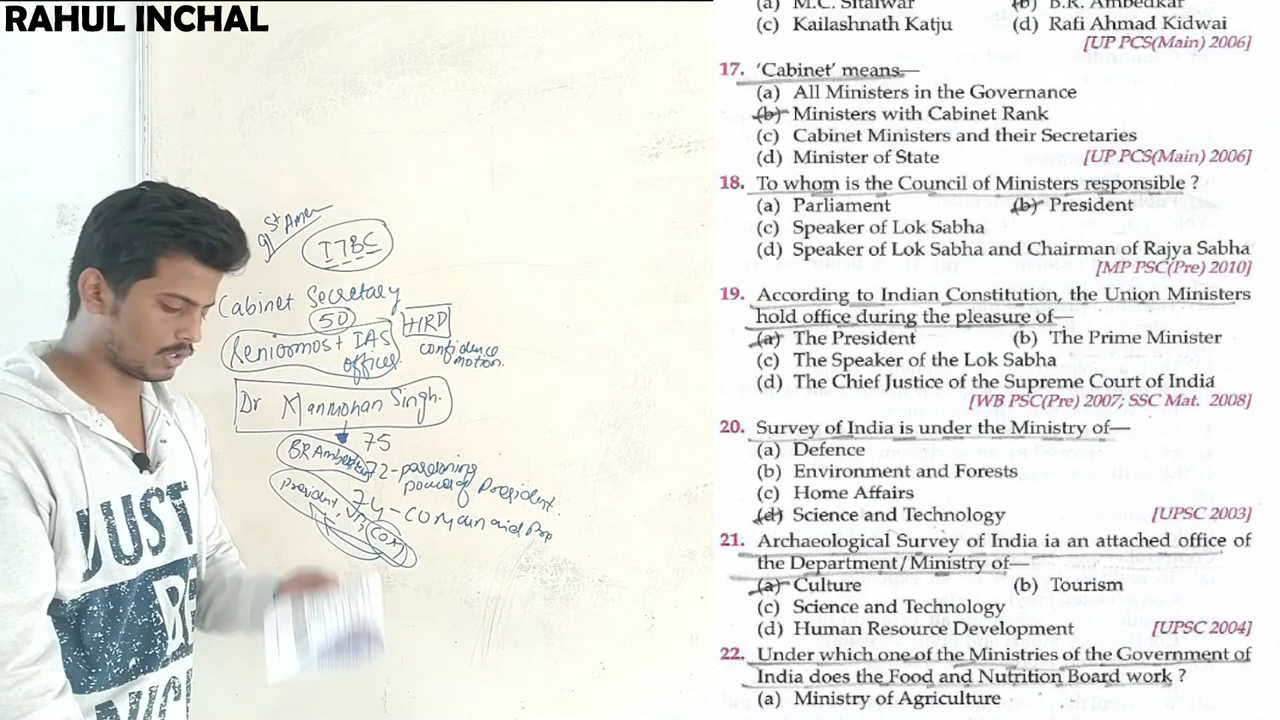 RAHUL INCHAL
ITBC
Cabinet Secretary
50
HRD
Seniormost IAS
officer
confidence
motion.
Dr Manmohan Singh.
75
BR Ambedkar
72-pardoning
power of President.
President, VP, COM
74-COM an aid
JUST
(a) M.C. Sitalwar (b) B.R. Ambedkar
(c) Kailashnath Katju (d) Rafi Ahmad Kidwai
[UP PCS(Main) 2006]
17. 'Cabinet' means—
(a) All Ministers in the Governance
(b) Ministers with Cabinet Rank
(c) Cabinet Ministers and their Secretaries
(d) Minister of State [UP PCS(Main) 2006]
18. To whom is the Council of Ministers responsible ?
(a) Parliament (b) President
(c) Speaker of Lok Sabha
(d) Speaker of Lok Sabha and Chairman of Rajya Sabha
[MP PSC(Pre) 2010]
19. According to Indian Constitution, the Union Ministers
hold office during the pleasure of—
(a) The President (b) The Prime Minister
(c) The Speaker of the Lok Sabha
(d) The Chief Justice of the Supreme Court of India
[WB PSC(Pre) 2007; SSC Mat. 2008]
20. Survey of India is under the Ministry of—
(a) Defence
(b) Environment and Forests
(c) Home Affairs
(d) Science and Technology [UPSC 2003]
21. Archaeological Survey of India ia an attached office of
the Department/Ministry of—
(a) Culture (b) Tourism
(c) Science and Technology
(d) Human Resource Development [UPSC 2004]
22. Under which one of the Ministries of the Government of
India does the Food and Nutrition Board work ?
(a) Ministry of Agriculture